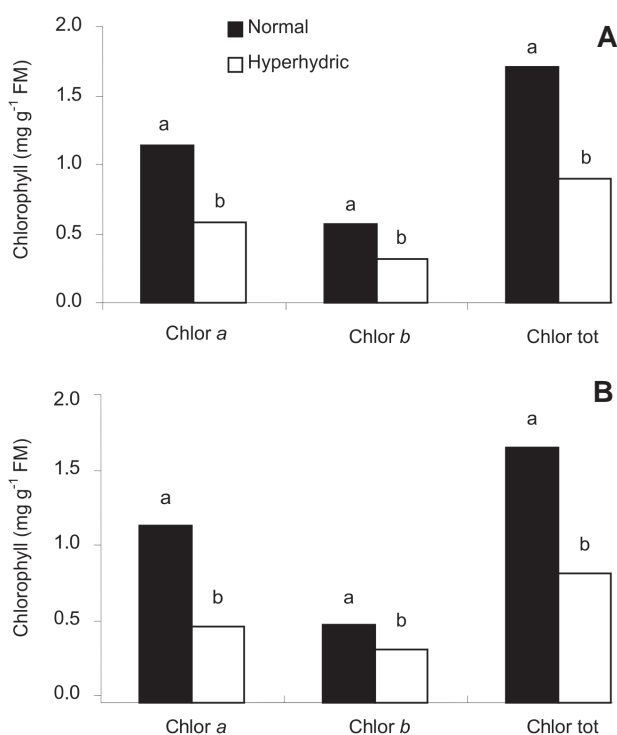 Normal
Hyperhydric
A
Chlorophyll (mg g-1 FM)
2.0
1.5
1.0
0.5
0.0
a
b
a
b
a
b
Chlor a
Chlor b
Chlor tot
B
Chlorophyll (mg g-1 FM)
2.0
1.5
1.0
0.5
0.0
a
b
a
b
a
b
Chlor a
Chlor b
Chlor tot